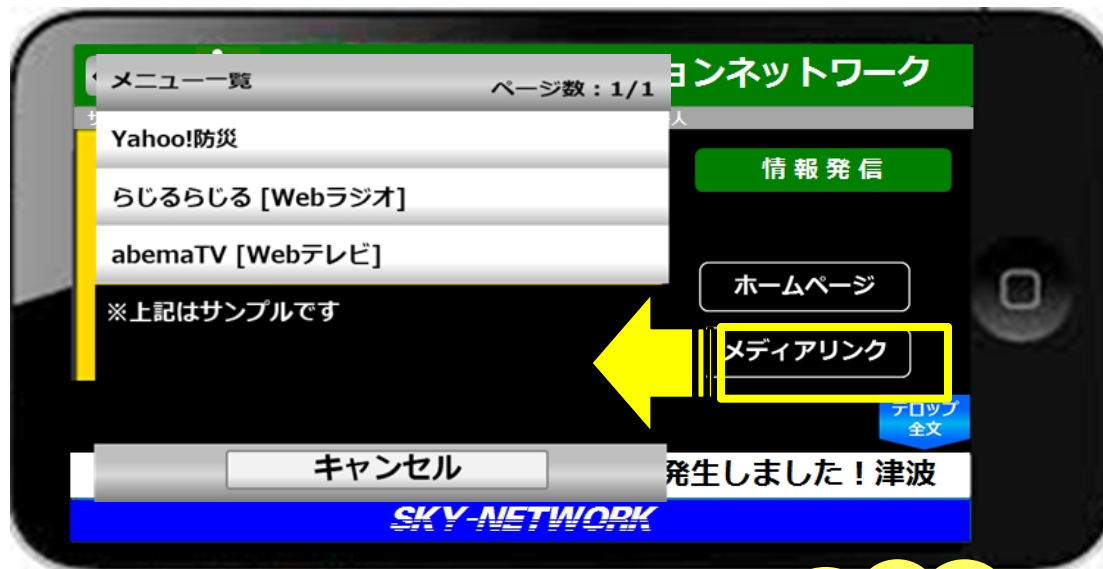 メニュー一覧
ページ数：1/1
ョンネットワーク
人
Yahoo!防災
情報発信
らじるらじる [Webラジオ]
abemaTV [Webテレビ]
ホームページ
※上記はサンプルです
メディアリンク
テロップ
全文
キャンセル
発生しました！津波
SKY-NETWORK